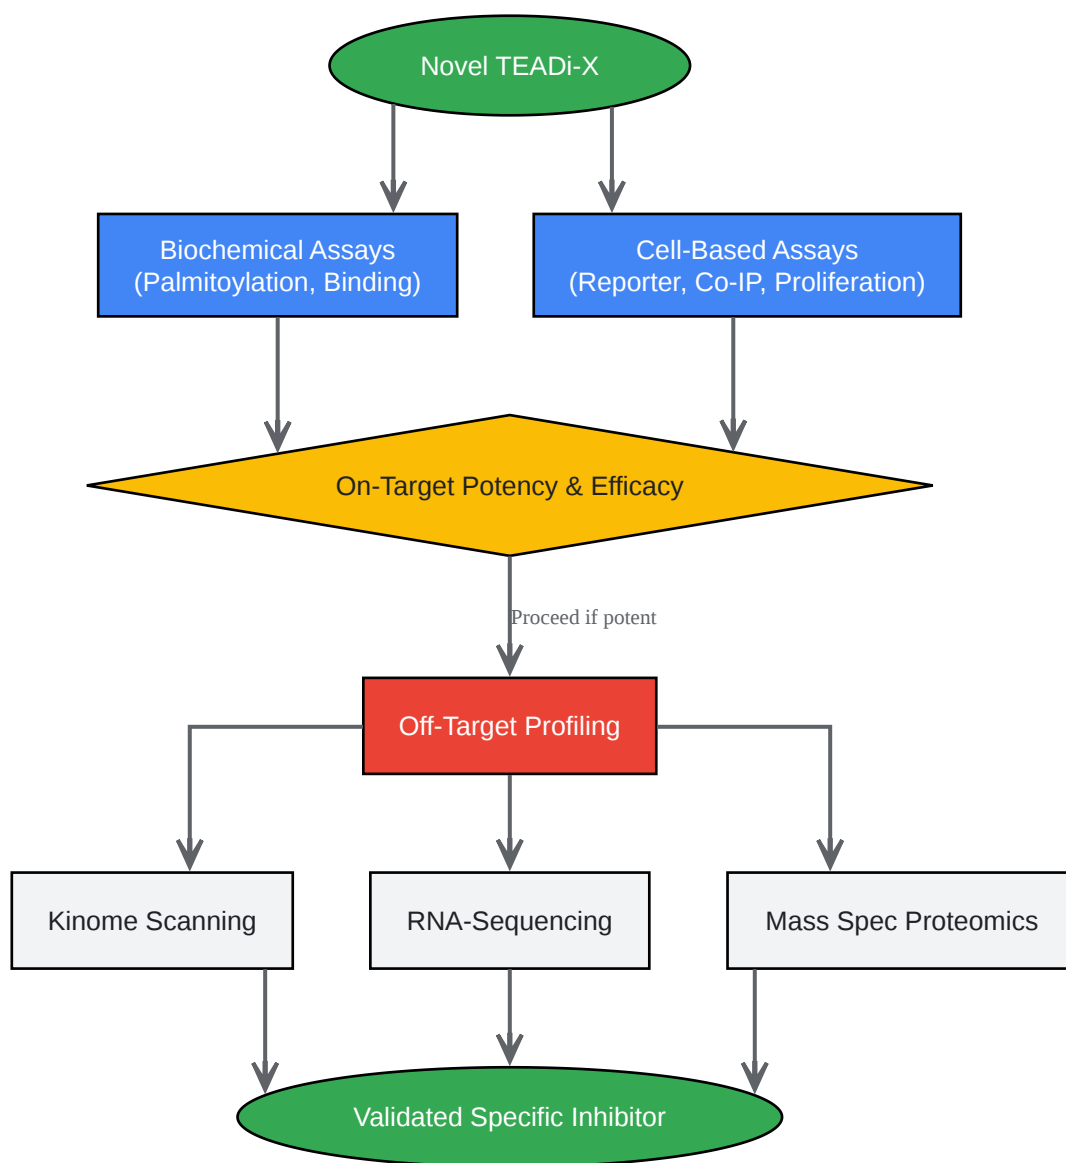 Novel TEADi-X
Biochemical Assays
(Palmitoylation, Binding)
Cell-Based Assays
(Reporter, Co-IP, Proliferation)
On-Target Potency & Efficacy
Proceed if potent
Off-Target Profiling
Kinome Scanning
RNA-Sequencing
Mass Spec Proteomics
Validated Specific Inhibitor